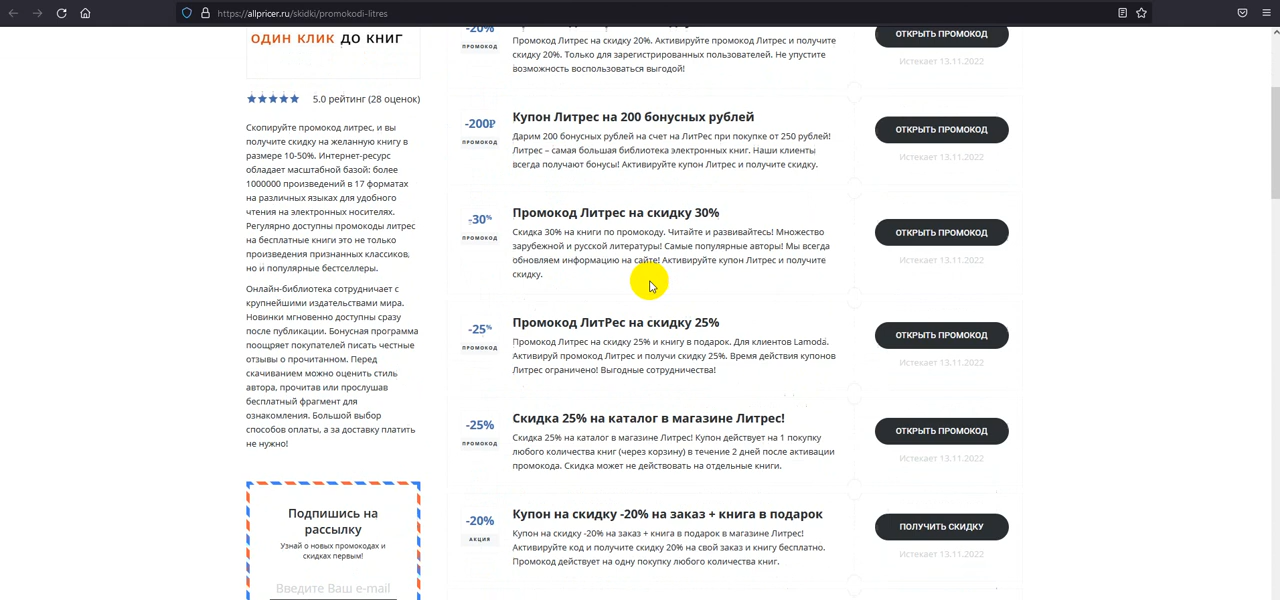 https://allpricer.ru/skidki/promokodi-litres
ОДИН КЛИК ДО КНИГ
5.0 рейтинг (28 оценок)
Скопируйте промокод литрес, и вы
получите скидку на желанную книгу в
размере 10-50%. Интернет-ресурс
обладает масштабной базой: более
1000000 произведений в 17 форматах
на различных языках для удобного
чтения на электронных носителях.
Регулярно доступны промокоды литрес
на бесплатные книги это не только
произведения признанных классиков,
но и популярные бестселлеры.
Онлайн-библиотека сотрудничает с
крупнейшими издательствами мира.
Новинки мгновенно доступны сразу
после публикации. Бонусная программа
поощряет покупателей писать честные
отзывы о прочитанном. Перед
скачиванием можно оценить стиль
автора, прочитав или прослушав
бесплатный фрагмент для
ознакомления. Большой выбор
способов оплаты, а за доставку платить
не нужно!
Подпишись на
рассылку
Узнай о новых промокодах и
скидках первым!
Введите Ваш e-mail
-20%
ПРОМОКОД
Промокод Литрес на скидку 20%. Активируйте промокод Литрес и получите
скидку 20%. Только для зарегистрированных пользователей. Не упустите
возможность воспользоваться выгодой!
ОТКРЫТЬ ПРОМОКОД
Истекает 13.11.2022
-200Р
ПРОМОКОД
Купон Литрес на 200 бонусных рублей
Дарим 200 бонусных рублей на счет на ЛитРес при покупке от 250 рублей!
Литрес – самая большая библиотека электронных книг. Наши клиенты
всегда получают бонусы! Активируйте купон Литрес и получите скидку.
ОТКРЫТЬ ПРОМОКОД
Истекает 13.11.2022
-30%
ПРОМОКОД
Промокод Литрес на скидку 30%
Скидка 30% на книги по промокоду. Читайте и развивайтесь! Множество
зарубежной и русской литературы! Самые популярные авторы! Мы всегда
обновляем информацию на сайте! Активируйте купон Литрес и получите
скидку.
ОТКРЫТЬ ПРОМОКОД
Истекает 13.11.2022
-25%
ПРОМОКОД
Промокод ЛитРес на скидку 25%
Промокод Литрес на скидку 25% и книгу в подарок. Для клиентов Lamoda.
Активируй промокод Литрес и получи скидку 25%. Время действия купонов
Литрес ограничено! Выгодные сотрудничества!
ОТКРЫТЬ ПРОМОКОД
Истекает 13.11.2022
-25%
ПРОМОКОД
Скидка 25% на каталог в магазине Литрес!
Скидка 25% на каталог в магазине Литрес! Купон действует на 1 покупку
любого количества книг (через корзину) в течение 2 дней после активации
промокода. Скидка может не действовать на отдельные книги.
ОТКРЫТЬ ПРОМОКОД
Истекает 13.11.2022
-20%
АКЦИЯ
Купон на скидку -20% на заказ + книга в подарок
Купон на скидку -20% на заказ + книга в подарок в магазине Литрес!
Активируйте код и получите скидку 20% на свой заказ и книгу бесплатно.
Промокод действует на одну покупку любого количества книг.
ПОЛУЧИТЬ СКИДКУ
Истекает 13.11.2022